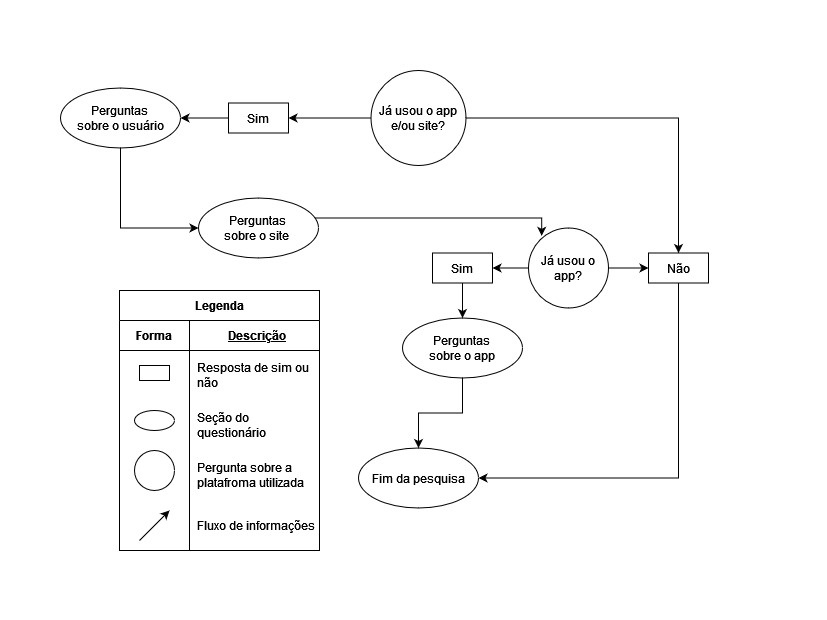 Já usou o app
e/ou site?
Sim
Perguntas
sobre o usuário
Perguntas
sobre o site
Já usou o
app?
Sim
Não
Perguntas
sobre o app
Fim da pesquisa
Legenda
Forma
Descrição
Resposta de sim ou
não
Seção do
questionário
Pergunta sobre a
platafroma utilizada
Fluxo de informações